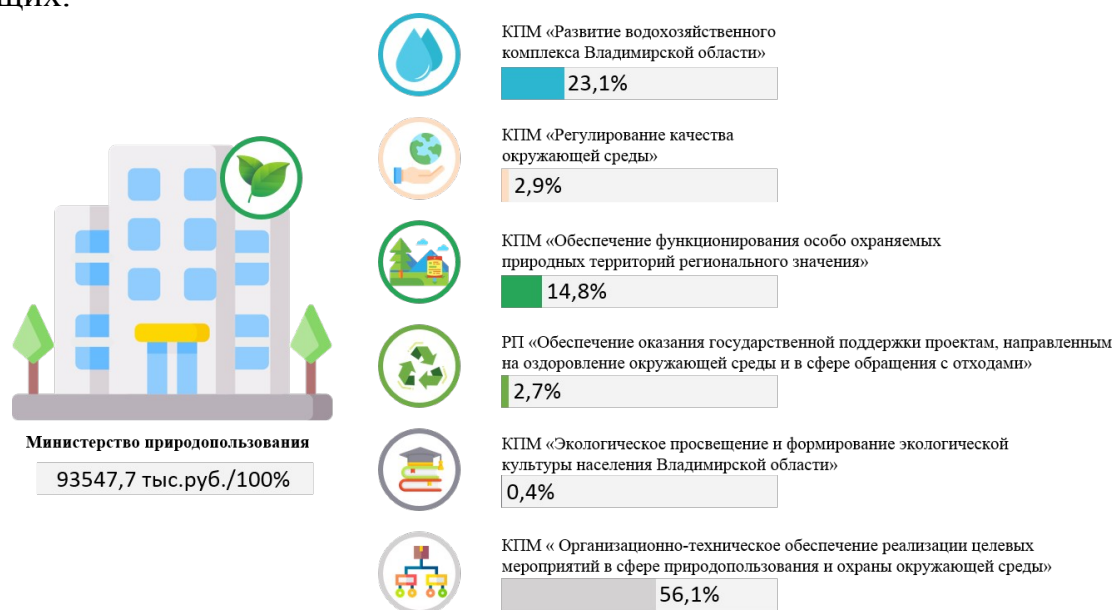 щих:
КПМ «Развитие водохозяйственного
комплекса Владимирской области»
23,1%
КПМ «Регулирование качества
окружающей среды»
2,9%
КПМ «Обеспечение функционирования особо охраняемых
природных территорий регионального значения»
14,8%
РП «Обеспечение оказания государственной поддержки проектам, направленным
на оздоровление окружающей среды и в сфере обращения с отходами»
2,7%
Министерство природопользования
93547,7 тыс.руб./100%
КПМ «Экологическое просвещение и формирование экологической
культуры населения Владимирской области»
0,4%
КПМ « Организационно-техническое обеспечение реализации целевых
мероприятий в сфере природопользования и охраны окружающей среды»
56,1%